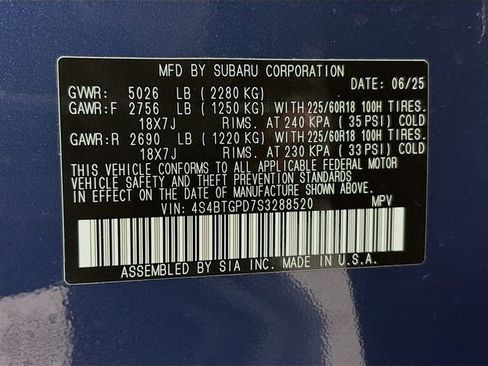 MFD BY SUBARU CORPORATION
GVWR: 5026 LB (2280 KG) DATE: 06/25
GAWR:F 2756 LB (1250 KG) WITH 225/60R18 100H TIRES.
18X7J RIMS. AT 240 KPA (35 PSI) COLD
GAWR:R 2690 LB (1220 KG) WITH 225/60R18 100H TIRES.
18X7J RIMS. AT 230 KPA (33 PSI) COLD
THIS VEHICLE CONFORMS TO ALL APPLICABLE FEDERAL MOTOR
VEHICLE SAFETY AND THEFT PREVENTION STANDARDS
IN EFFECT ON THE DATE OF MANUFACTURE SHOWN ABOVE.
VIN: 4S4BTGPD7S3288520 MPV
ASSEMBLED BY SIA INC. MADE IN U.S.A.